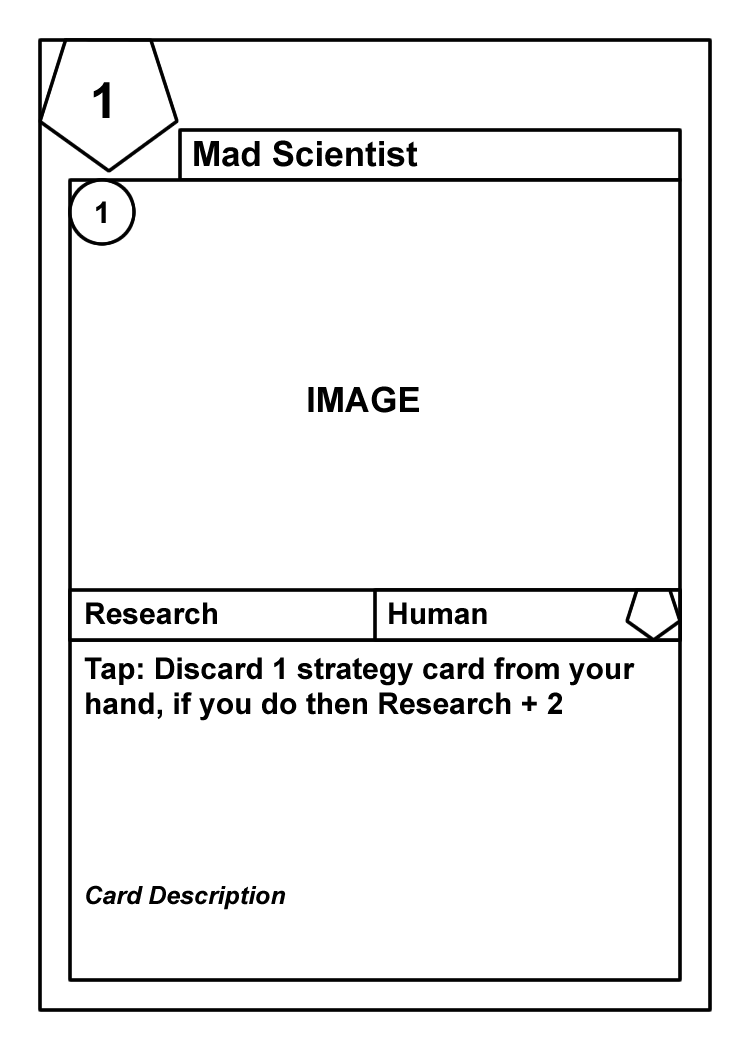 1
Mad Scientist
1
IMAGE
Research
Human
Tap: Discard 1 strategy card from your
hand, if you do then Research + 2
Card Description